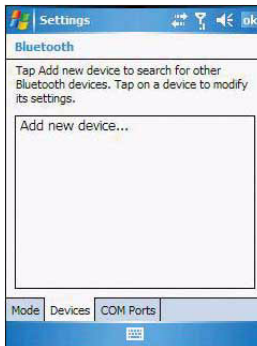 Settings
ok
Bluetooth
Tap Add new device to search for other
Bluetooth devices. Tap on a device to modify
its settings.
Add new device...
Mode Devices COM Ports